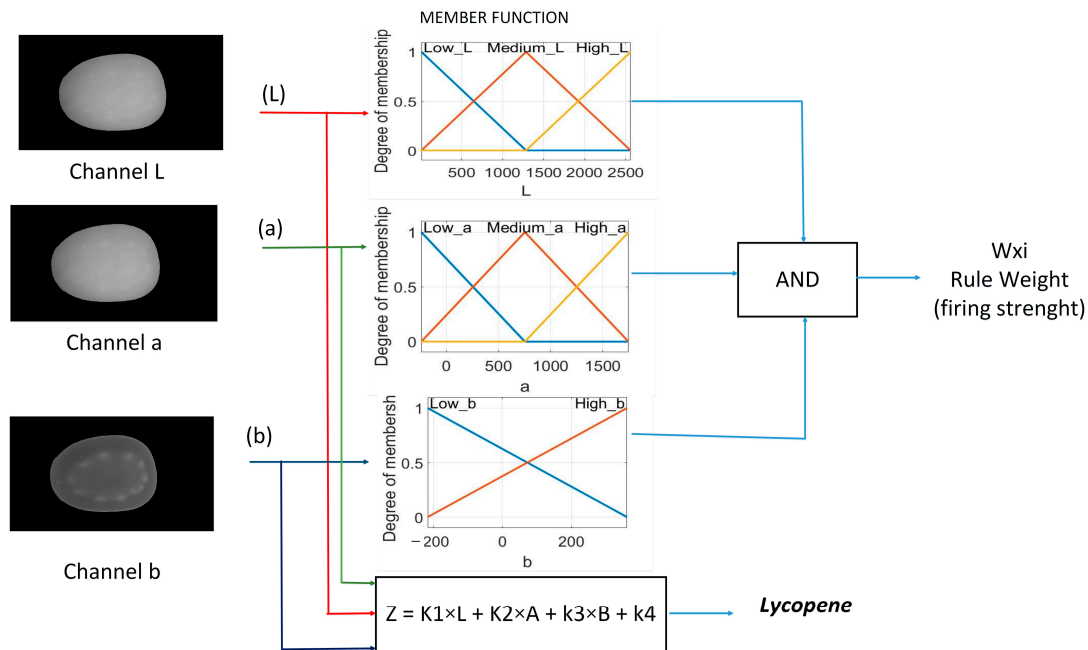 MEMBER FUNCTION
Low_L Medium_L High_L
1
0.5
0
Degree of membership
500 1000 1500 2000 2500
L
(L)
Channel L
Low_a Medium_a High_a
1
0.5
0
Degree of membership
0 500 1000 1500
a
(a)
Channel a
AND
Wxi
Rule Weight
(firing strenght)
Low_b High_b
1
0.5
0
Degree of membersh
−200 0 200
b
(b)
Channel b
Z = K1×L + K2×A + k3×B + k4
Lycopene